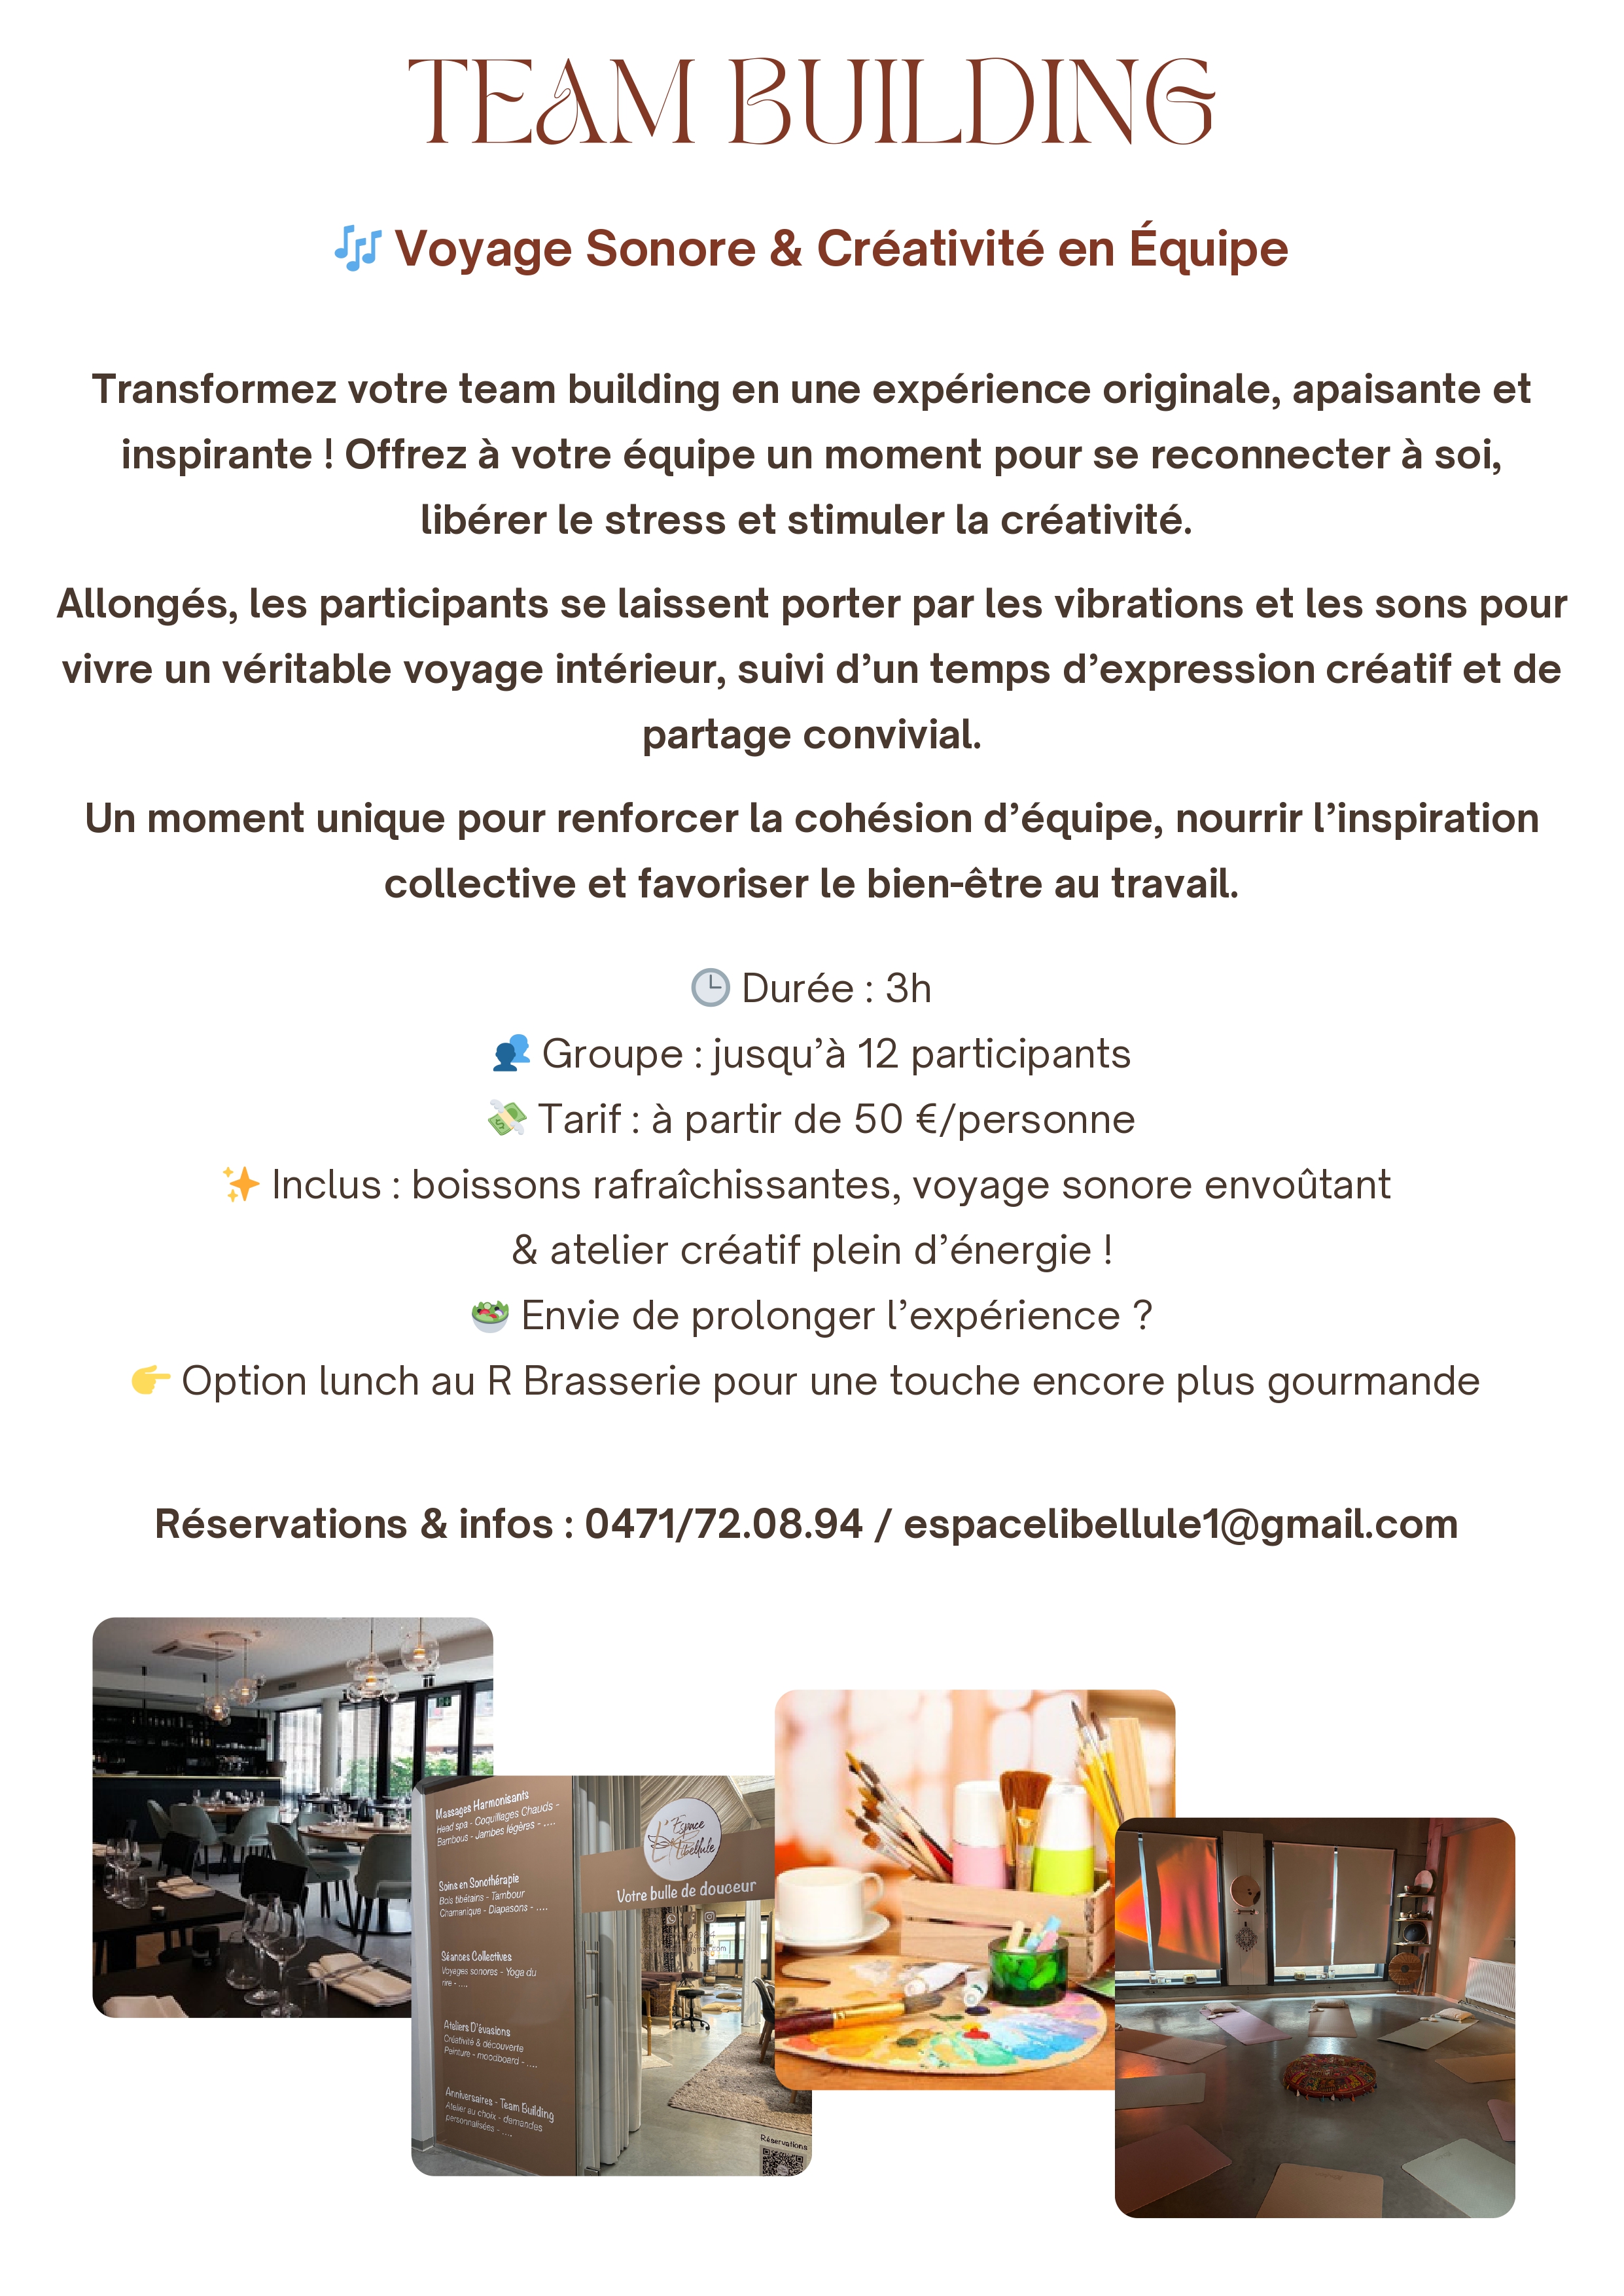 TEAM BUILDING
🎶 Voyage Sonore & Créativité en Équipe
Transformez votre team building en une expérience originale, apaisante et
inspirante ! Offrez à votre équipe un moment pour se reconnecter à soi,
libérer le stress et stimuler la créativité.
Allongés, les participants se laissent porter par les vibrations et les sons pour
vivre un véritable voyage intérieur, suivi d’un temps d’expression créatif et de
partage convivial.
Un moment unique pour renforcer la cohésion d’équipe, nourrir l’inspiration
collective et favoriser le bien-être au travail.
🕒 Durée : 3h
👥 Groupe : jusqu’à 12 participants
💸 Tarif : à partir de 50 €/personne
✨ Inclus : boissons rafraîchissantes, voyage sonore envoûtant
& atelier créatif plein d’énergie !
🥗 Envie de prolonger l’expérience ?
👉 Option lunch au R Brasserie pour une touche encore plus gourmande
Réservations & infos : 0471/72.08.94 / espacelibellule1@gmail.com
Massages Harmonisants
Head spa - Coquillages Chauds -
Bambous - Jambes légères - ....
Soins en Sonothérapie
Bols tibétains - Tambour
Chamanique - Diapasons - ....
Séances Collectives
Voyages sonores - Yoga du
rire - ....
Ateliers D'évasions
Créativité & découverte
Peinture - moodboard - ....
Anniversaires - Team Building
Atelier au choix - demandes
personnalisées - ....
L'Espace
Libellule
Votre bulle de douceur
Réservations